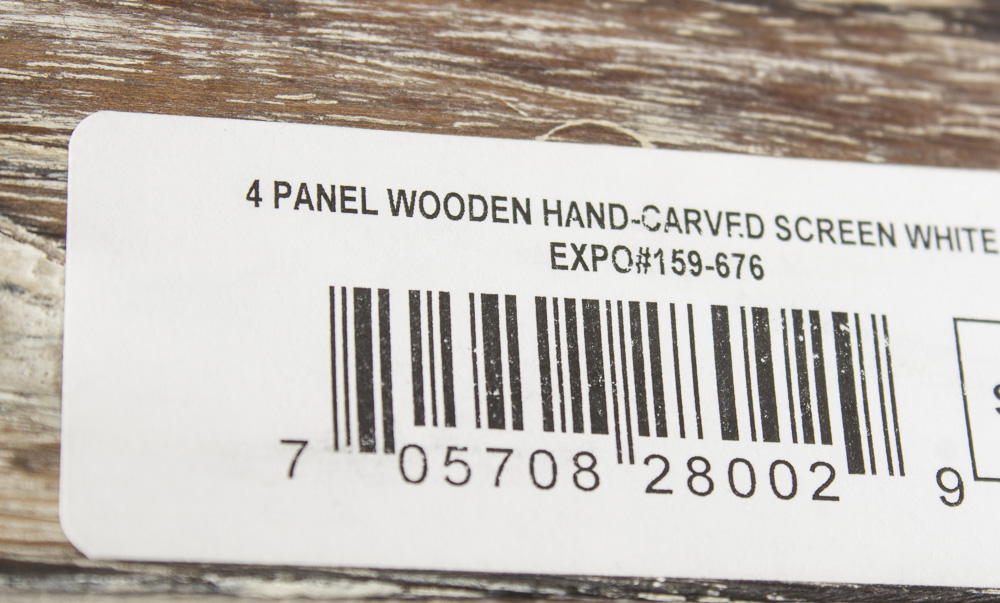 4 PANEL WOODEN HAND-CARVED SCREEN WHITE
EXPO#159-676
7 05708 28002 9